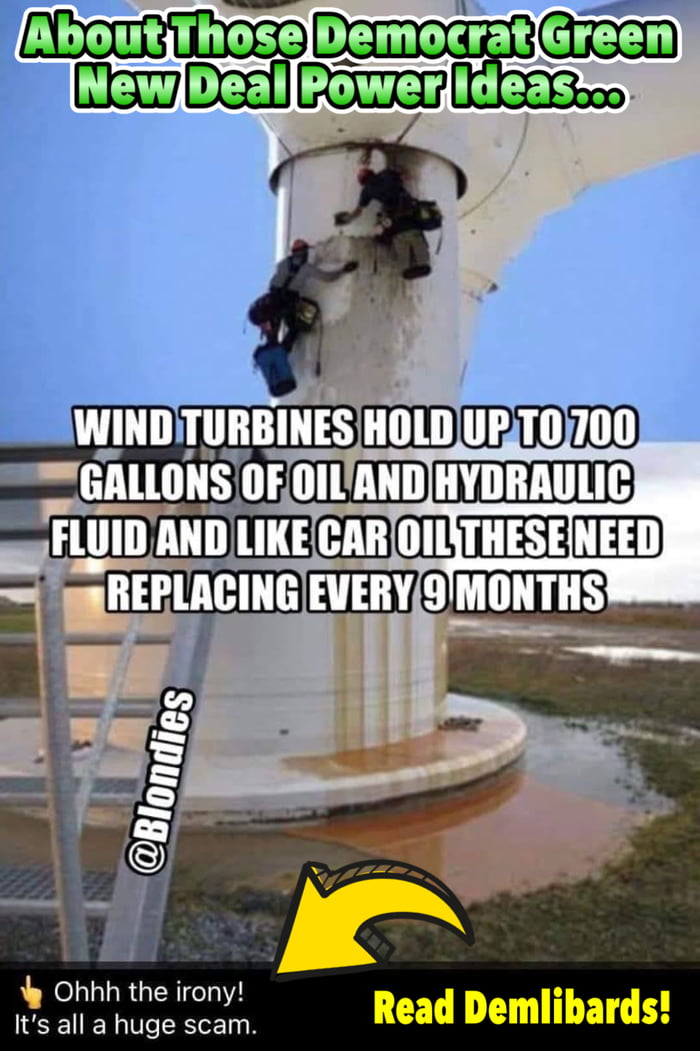 About Those Democrat Green
New Deal Power Ideas...
WIND TURBINES HOLD UP TO 700
GALLONS OF OIL AND HYDRAULIC
FLUID AND LIKE CAR OIL THESE NEED
REPLACING EVERY 9 MONTHS
@Blondies
👆 Ohhh the irony!
It's all a huge scam.
Read Demlibards!